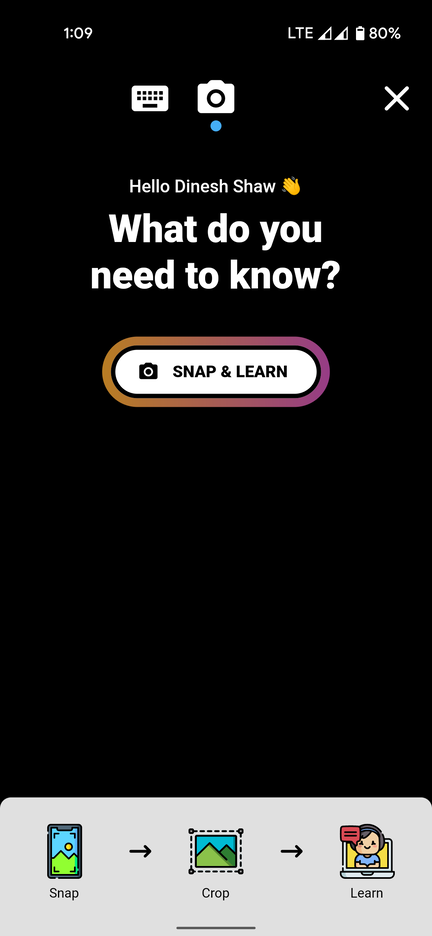 1:09
LTE 80%
Hello Dinesh Shaw 👋
What do you
need to know?
SNAP & LEARN
Snap
Crop
Learn